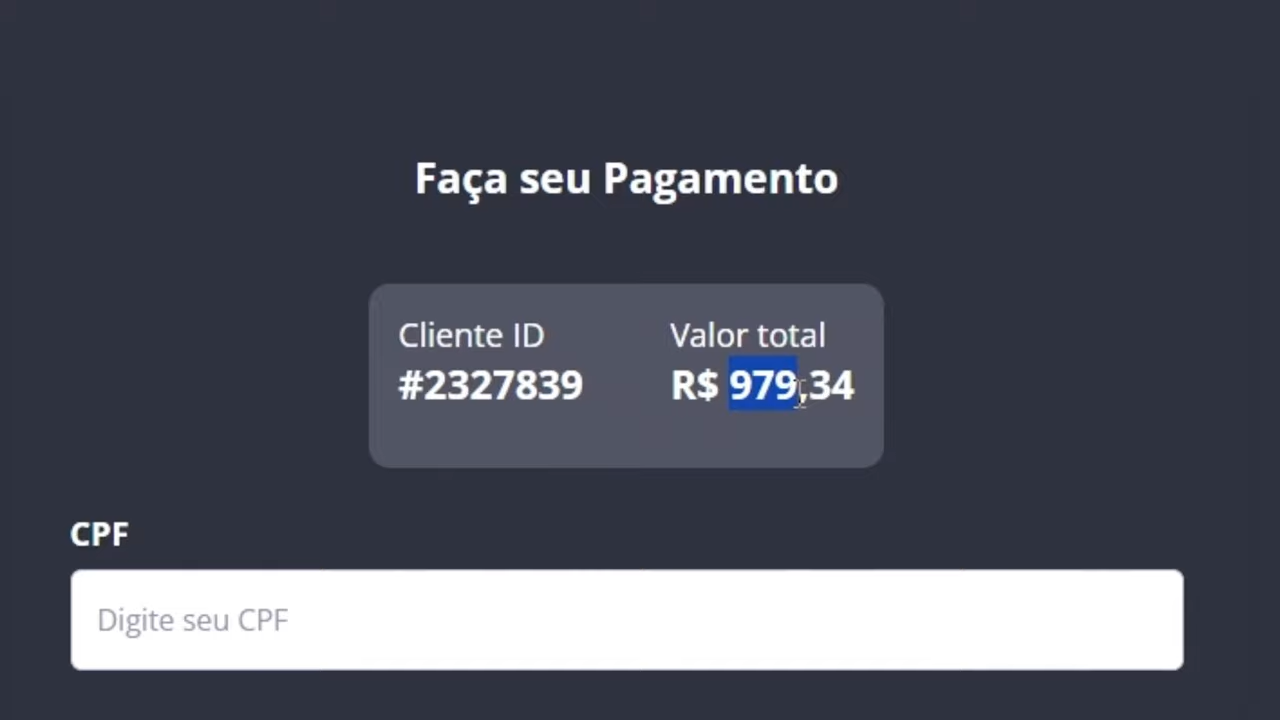 Faça seu Pagamento
Cliente ID
#2327839
Valor total
R$ 979,34
CPF
Digite seu CPF